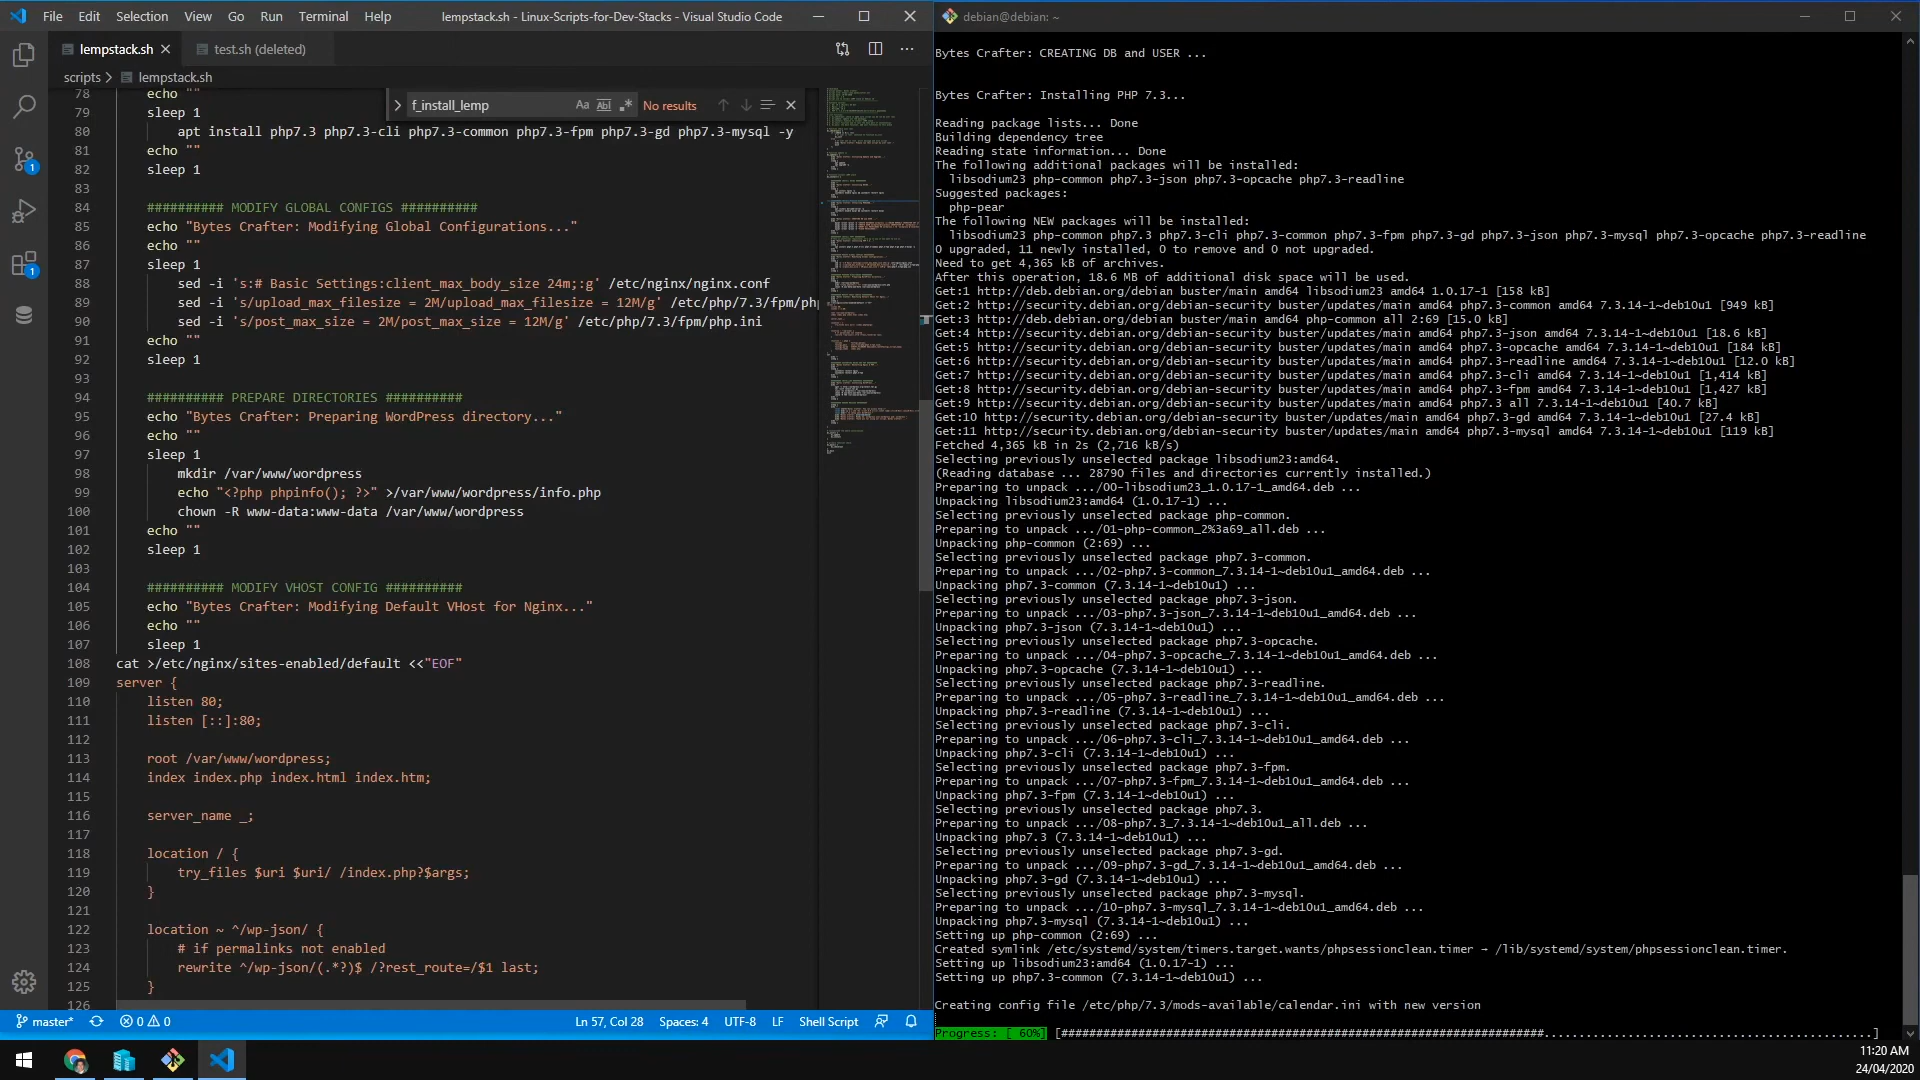 File Edit Selection View Go Run Terminal Help lempstack.sh - Linux-Scripts-for-Dev-Stacks - Visual Studio Code
lempstack.sh test.sh (deleted)
scripts > lempstack.sh
f_install_lemp Aa Abl .* No results
78 echo ""
79 sleep 1
80 apt install php7.3 php7.3-cli php7.3-common php7.3-fpm php7.3-gd php7.3-mysql -y
81 echo ""
82 sleep 1
83
84 ########## MODIFY GLOBAL CONFIGS ##########
85 echo "Bytes Crafter: Modifying Global Configurations..."
86 echo ""
87 sleep 1
88 sed -i 's:# Basic Settings:client_max_body_size 24m;:g' /etc/nginx/nginx.conf
89 sed -i 's/upload_max_filesize = 2M/upload_max_filesize = 12M/g' /etc/php/7.3/fpm/php
90 sed -i 's/post_max_size = 2M/post_max_size = 12M/g' /etc/php/7.3/fpm/php.ini
91 echo ""
92 sleep 1
93
94 ########## PREPARE DIRECTORIES ##########
95 echo "Bytes Crafter: Preparing WordPress directory..."
96 echo ""
97 sleep 1
98 mkdir /var/www/wordpress
99 echo "<?php phpinfo(); ?>" >/var/www/wordpress/info.php
100 chown -R www-data:www-data /var/www/wordpress
101 echo ""
102 sleep 1
103
104 ########## MODIFY VHOST CONFIG ##########
105 echo "Bytes Crafter: Modifying Default VHost for Nginx..."
106 echo ""
107 sleep 1
108 cat >/etc/nginx/sites-enabled/default <<"EOF"
109 server {
110 listen 80;
111 listen [::]:80;
112
113 root /var/www/wordpress;
114 index index.php index.html index.htm;
115
116 server_name _;
117
118 location / {
119 try_files $uri $uri/ /index.php?$args;
120 }
121
122 location ~ ^/wp-json/ {
123 # if permalinks not enabled
124 rewrite ^/wp-json/(.*?)$ /?rest_route=/$1 last;
125 }
126
1
1
master* 0 0 Ln 57, Col 28 Spaces: 4 UTF-8 LF Shell Script
debian@debian: ~
Bytes Crafter: CREATING DB and USER ...
Bytes Crafter: Installing PHP 7.3...
Reading package lists... Done
Building dependency tree
Reading state information... Done
The following additional packages will be installed:
libsodium23 php-common php7.3-json php7.3-opcache php7.3-readline
Suggested packages:
php-pear
The following NEW packages will be installed:
libsodium23 php-common php7.3 php7.3-cli php7.3-common php7.3-fpm php7.3-gd php7.3-json php7.3-mysql php7.3-opcache php7.3-readline
0 upgraded, 11 newly installed, 0 to remove and 0 not upgraded.
Need to get 4,365 kB of archives.
After this operation, 18.6 MB of additional disk space will be used.
Get:1 http://deb.debian.org/debian buster/main amd64 libsodium23 amd64 1.0.17-1 [158 kB]
Get:2 http://security.debian.org/debian-security buster/updates/main amd64 php7.3-common amd64 7.3.14-1~deb10u1 [949 kB]
Get:3 http://deb.debian.org/debian buster/main amd64 php-common all 2:69 [15.0 kB]
Get:4 http://security.debian.org/debian-security buster/updates/main amd64 php7.3-json amd64 7.3.14-1~deb10u1 [18.6 kB]
Get:5 http://security.debian.org/debian-security buster/updates/main amd64 php7.3-opcache amd64 7.3.14-1~deb10u1 [184 kB]
Get:6 http://security.debian.org/debian-security buster/updates/main amd64 php7.3-readline amd64 7.3.14-1~deb10u1 [12.0 kB]
Get:7 http://security.debian.org/debian-security buster/updates/main amd64 php7.3-cli amd64 7.3.14-1~deb10u1 [1,414 kB]
Get:8 http://security.debian.org/debian-security buster/updates/main amd64 php7.3-fpm amd64 7.3.14-1~deb10u1 [1,427 kB]
Get:9 http://security.debian.org/debian-security buster/updates/main amd64 php7.3 all 7.3.14-1~deb10u1 [40.7 kB]
Get:10 http://security.debian.org/debian-security buster/updates/main amd64 php7.3-gd amd64 7.3.14-1~deb10u1 [27.4 kB]
Get:11 http://security.debian.org/debian-security buster/updates/main amd64 php7.3-mysql amd64 7.3.14-1~deb10u1 [119 kB]
Fetched 4,365 kB in 2s (2,716 kB/s)
Selecting previously unselected package libsodium23:amd64.
(Reading database ... 28790 files and directories currently installed.)
Preparing to unpack .../00-libsodium23_1.0.17-1_amd64.deb ...
Unpacking libsodium23:amd64 (1.0.17-1) ...
Selecting previously unselected package php-common.
Preparing to unpack .../01-php-common_2%3a69_all.deb ...
Unpacking php-common (2:69) ...
Selecting previously unselected package php7.3-common.
Preparing to unpack .../02-php7.3-common_7.3.14-1~deb10u1_amd64.deb ...
Unpacking php7.3-common (7.3.14-1~deb10u1) ...
Selecting previously unselected package php7.3-json.
Preparing to unpack .../03-php7.3-json_7.3.14-1~deb10u1_amd64.deb ...
Unpacking php7.3-json (7.3.14-1~deb10u1) ...
Selecting previously unselected package php7.3-opcache.
Preparing to unpack .../04-php7.3-opcache_7.3.14-1~deb10u1_amd64.deb ...
Unpacking php7.3-opcache (7.3.14-1~deb10u1) ...
Selecting previously unselected package php7.3-readline.
Preparing to unpack .../05-php7.3-readline_7.3.14-1~deb10u1_amd64.deb ...
Unpacking php7.3-readline (7.3.14-1~deb10u1) ...
Selecting previously unselected package php7.3-cli.
Preparing to unpack .../06-php7.3-cli_7.3.14-1~deb10u1_amd64.deb ...
Unpacking php7.3-cli (7.3.14-1~deb10u1) ...
Selecting previously unselected package php7.3-fpm.
Preparing to unpack .../07-php7.3-fpm_7.3.14-1~deb10u1_amd64.deb ...
Unpacking php7.3-fpm (7.3.14-1~deb10u1) ...
Selecting previously unselected package php7.3.
Preparing to unpack .../08-php7.3_7.3.14-1~deb10u1_all.deb ...
Unpacking php7.3 (7.3.14-1~deb10u1) ...
Selecting previously unselected package php7.3-gd.
Preparing to unpack .../09-php7.3-gd_7.3.14-1~deb10u1_amd64.deb ...
Unpacking php7.3-gd (7.3.14-1~deb10u1) ...
Selecting previously unselected package php7.3-mysql.
Preparing to unpack .../10-php7.3-mysql_7.3.14-1~deb10u1_amd64.deb ...
Unpacking php7.3-mysql (7.3.14-1~deb10u1) ...
Setting up php-common (2:69) ...
Created symlink /etc/systemd/system/timers.target.wants/phpsessionclean.timer → /lib/systemd/system/phpsessionclean.timer.
Setting up libsodium23:amd64 (1.0.17-1) ...
Setting up php7.3-common (7.3.14-1~deb10u1) ...
Creating config file /etc/php/7.3/mods-available/calendar.ini with new version
Progress: [ 60%]
11:20 AM
24/04/2020